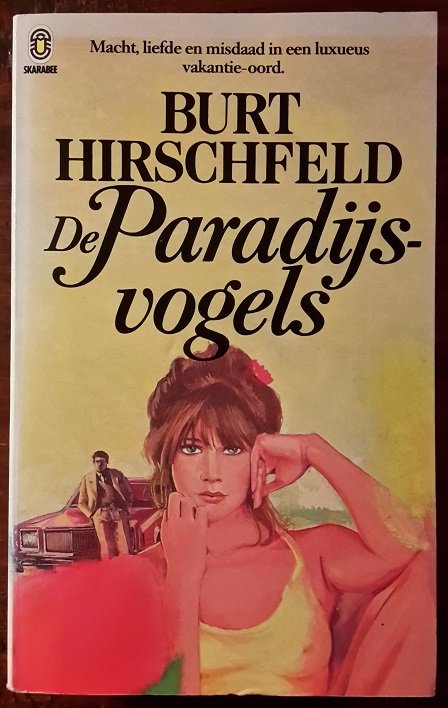 SKARABEE
Macht, liefde en misdaad in een luxueus
vakantie-oord.
BURT
HIRSCHFELD
De Paradijs-
vogels